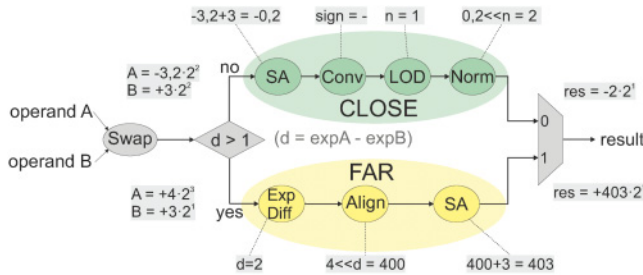 -3,2+3 = -0,2
sign = -
n = 1
0,2<<n = 2
A = -3,2·2²
B = +3·2²
no
SA
Conv
LOD
Norm
CLOSE
res = -2·2¹
operand A
operand B
Swap
d > 1
(d = expA - expB)
0
1
result
FAR
A = +4·2³
B = +3·2¹
yes
Exp
Diff
Align
SA
res = +403·2
d=2
4<<d = 400
400+3 = 403